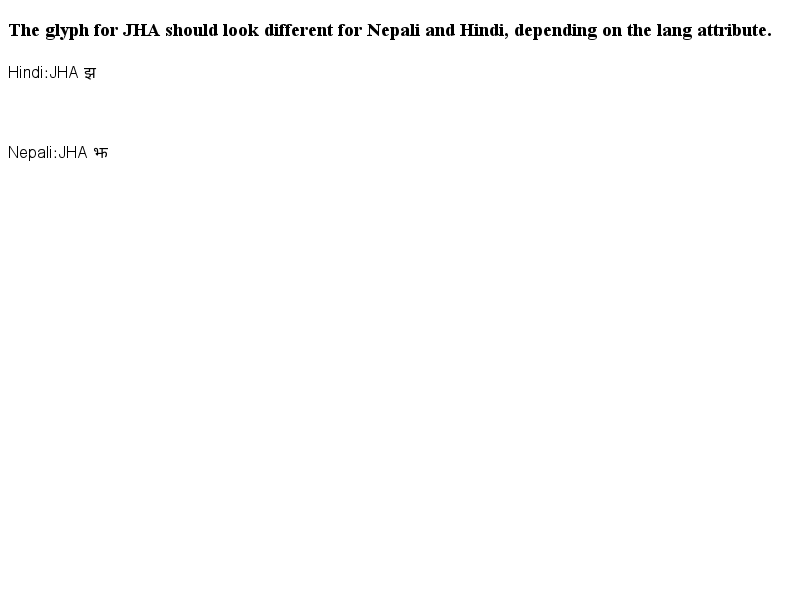 The glyph for JHA should look different for Nepali and Hindi, depending on the lang attribute.
Hindi:JHA झ
Nepali:JHA झ